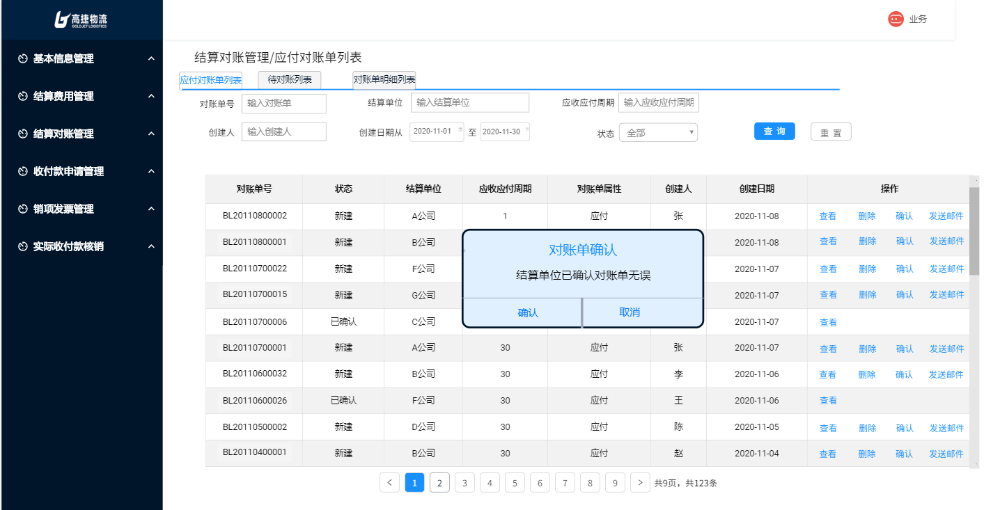 高捷物流
GOLDJET LOGISTICS
业务
基本信息管理
结算费用管理
结算对账管理
收付款申请管理
销项发票管理
实际收付款核销
结算对账管理/应付对账单列表
应付对账单列表 待对账列表 对账单明细列表
对账单号 输入对账单 结算单位 输入结算单位 应收应付周期 输入应收应付周期
创建人 输入创建人 创建日期从 2020-11-01 至 2020-11-30 状态 全部 查 询 重 置
对账单号 状态 结算单位 应收应付周期 对账单属性 创建人 创建日期 操作
BL20110800002 新建 A公司 1 应付 张 2020-11-08 查看 删除 确认 发送邮件
BL20110800001 新建 B公司 2020-11-08 查看 删除 确认 发送邮件
BL20110700022 新建 F公司 2020-11-07 查看 删除 确认 发送邮件
BL20110700015 新建 G公司 2020-11-07 查看 删除 确认 发送邮件
BL20110700006 已确认 C公司 2020-11-07 查看
对账单确认
结算单位已确认对账单无误
确认 取消
BL20110700001 新建 A公司 30 应付 张 2020-11-07 查看 删除 确认 发送邮件
BL20110600032 新建 B公司 30 应付 李 2020-11-06 查看 删除 确认 发送邮件
BL20110600026 已确认 F公司 30 应付 王 2020-11-06 查看
BL20110500002 新建 D公司 30 应付 陈 2020-11-05 查看 删除 确认 发送邮件
BL20110400001 新建 B公司 30 应付 赵 2020-11-04 查看 删除 确认 发送邮件
< 1 2 3 4 5 6 7 8 9 > 共9页，共123条